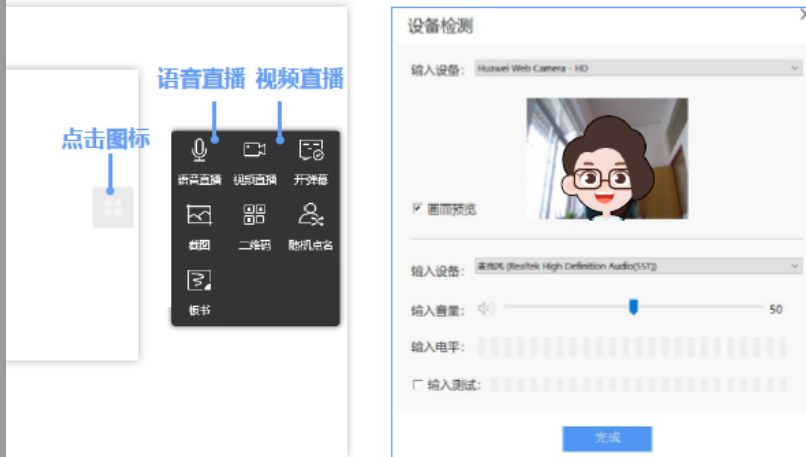 语音直播 视频直播
点击图标
语音直播 视频直播 开弹幕
截图 二维码 随机点名
板书
设备检测
输入设备: Huawei Web Camera - HD
画面预览
输入设备: 麦克风 (Realtek High Definition Audio(SST))
输入音量: 50
输入电平:
输入测试:
完成